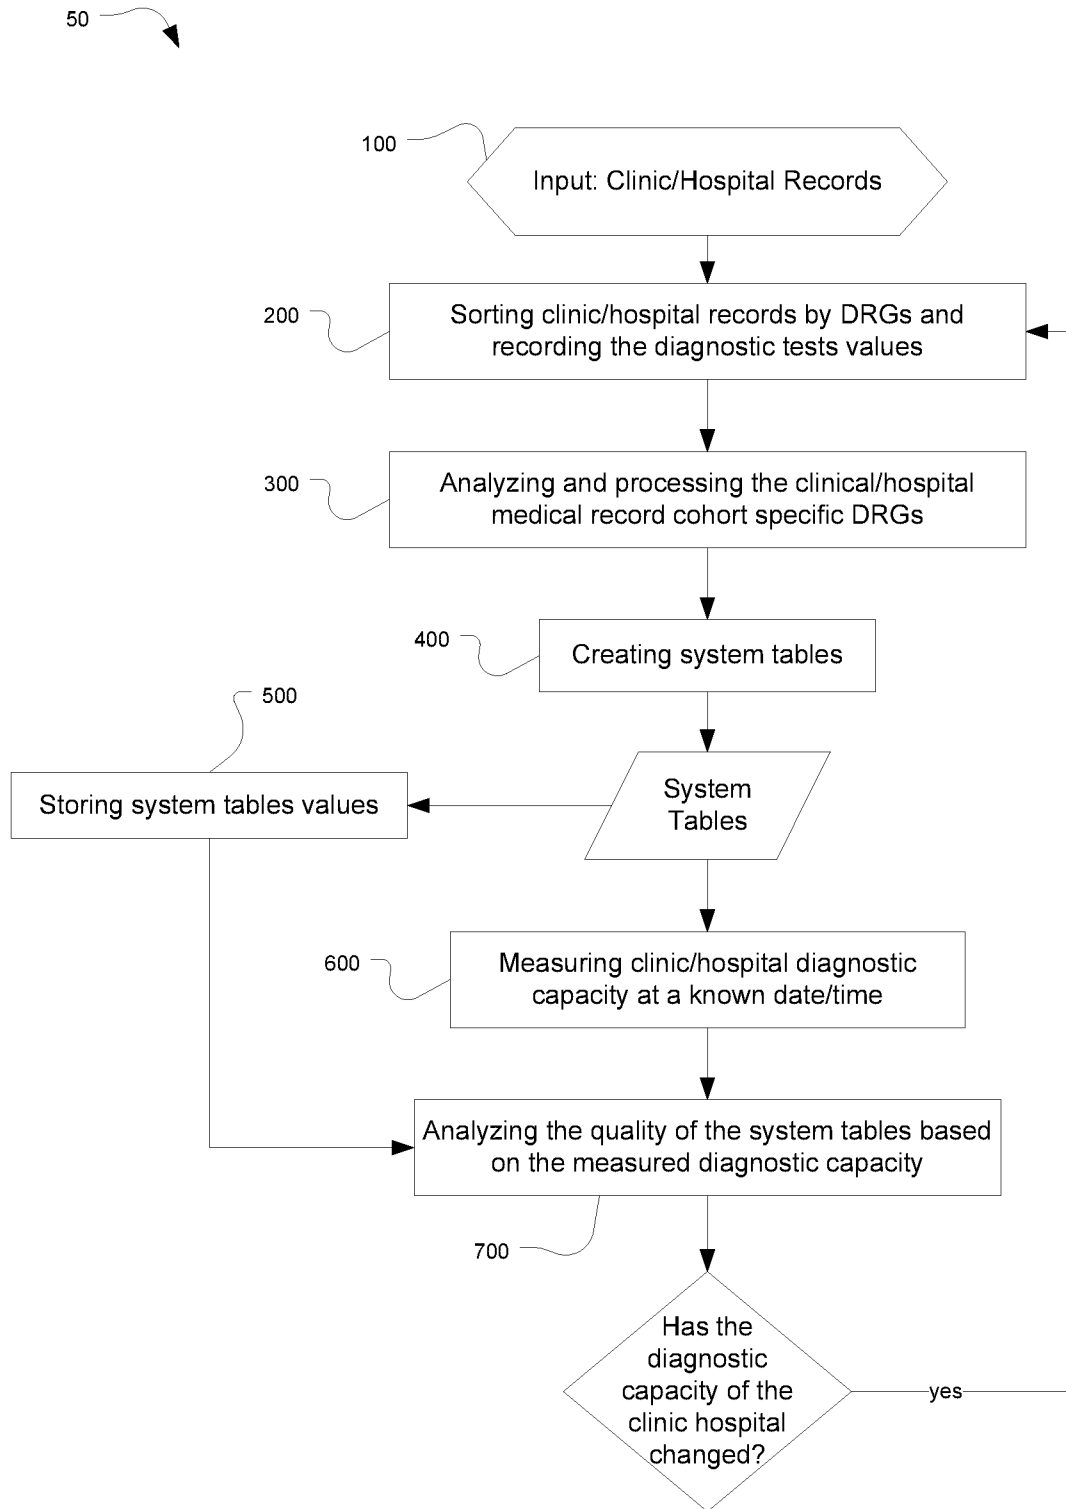 50
100
Input: Clinic/Hospital Records
200
Sorting clinic/hospital records by DRGs and
recording the diagnostic tests values
300
Analyzing and processing the clinical/hospital
medical record cohort specific DRGs
400
Creating system tables
500
Storing system tables values
System
Tables
600
Measuring clinic/hospital diagnostic
capacity at a known date/time
Analyzing the quality of the system tables based
on the measured diagnostic capacity
700
Has the
diagnostic
capacity of the
clinic hospital
changed?
yes